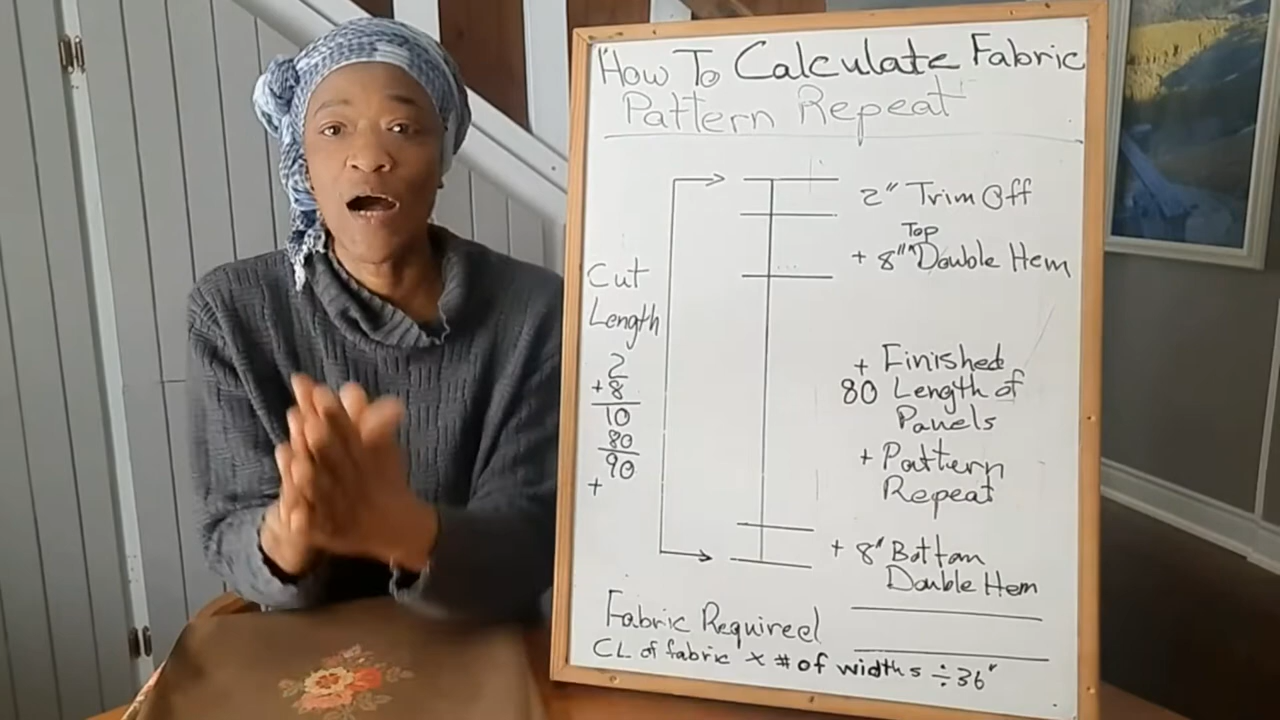 How To Calculate Fabric
Pattern Repeat
2" Trim Off
Top
+ 8" Double Hem
Cut
Length
2
+8
10
80
90
+
+ Finished
80 Length of
Panels
+ Pattern
Repeat
+ 8" Bottom
Double Hem
Fabric Required
CL of fabric x # of widths ÷ 36"